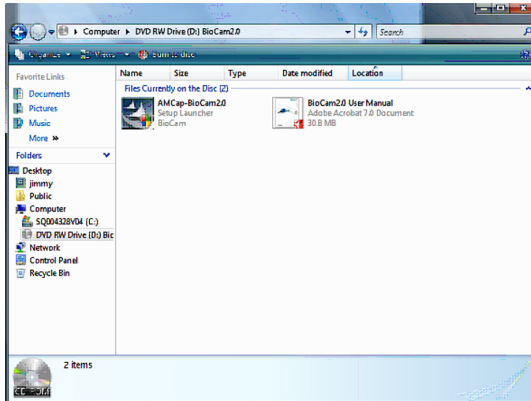 Computer ▸ DVD RW Drive (D:) BioCam2.0
Search
Organize Views Burn to disc
Favorite Links
Documents
Pictures
Music
More »
Folders
Desktop
jimmy
Public
Computer
SQ004328V04 (C:)
DVD RW Drive (D:) Bic
Network
Control Panel
Recycle Bin
Name Size Type Date modified Location
Files Currently on the Disc (2)
AMCap-BioCam2.0
Setup Launcher
BioCam
BioCam2.0 User Manual
Adobe Acrobat 7.0 Document
30.8 MB
2 items
CD-ROM